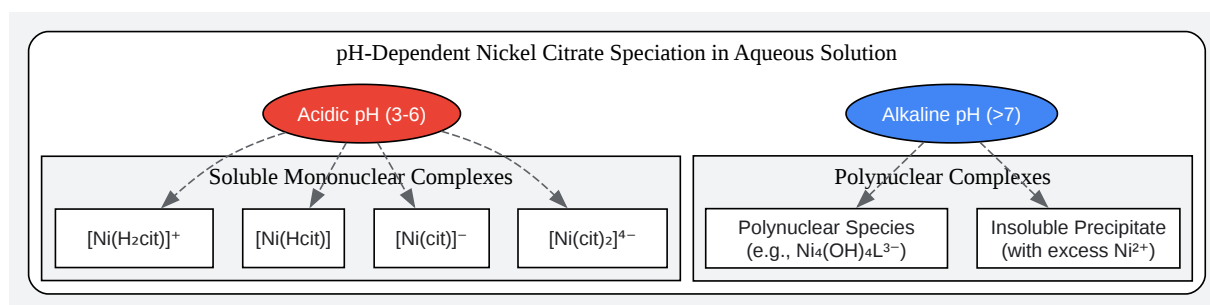 pH-Dependent Nickel Citrate Speciation in Aqueous Solution
Acidic pH (3-6)
Alkaline pH (>7)
Soluble Mononuclear Complexes
Polynuclear Complexes
[Ni(H₂cit)]⁺
[Ni(Hcit)]
[Ni(cit)]⁻
[Ni(cit)₂]⁴⁻
Polynuclear Species
(e.g., Ni₄(OH)₄L³⁻)
Insoluble Precipitate
(with excess Ni²⁺)